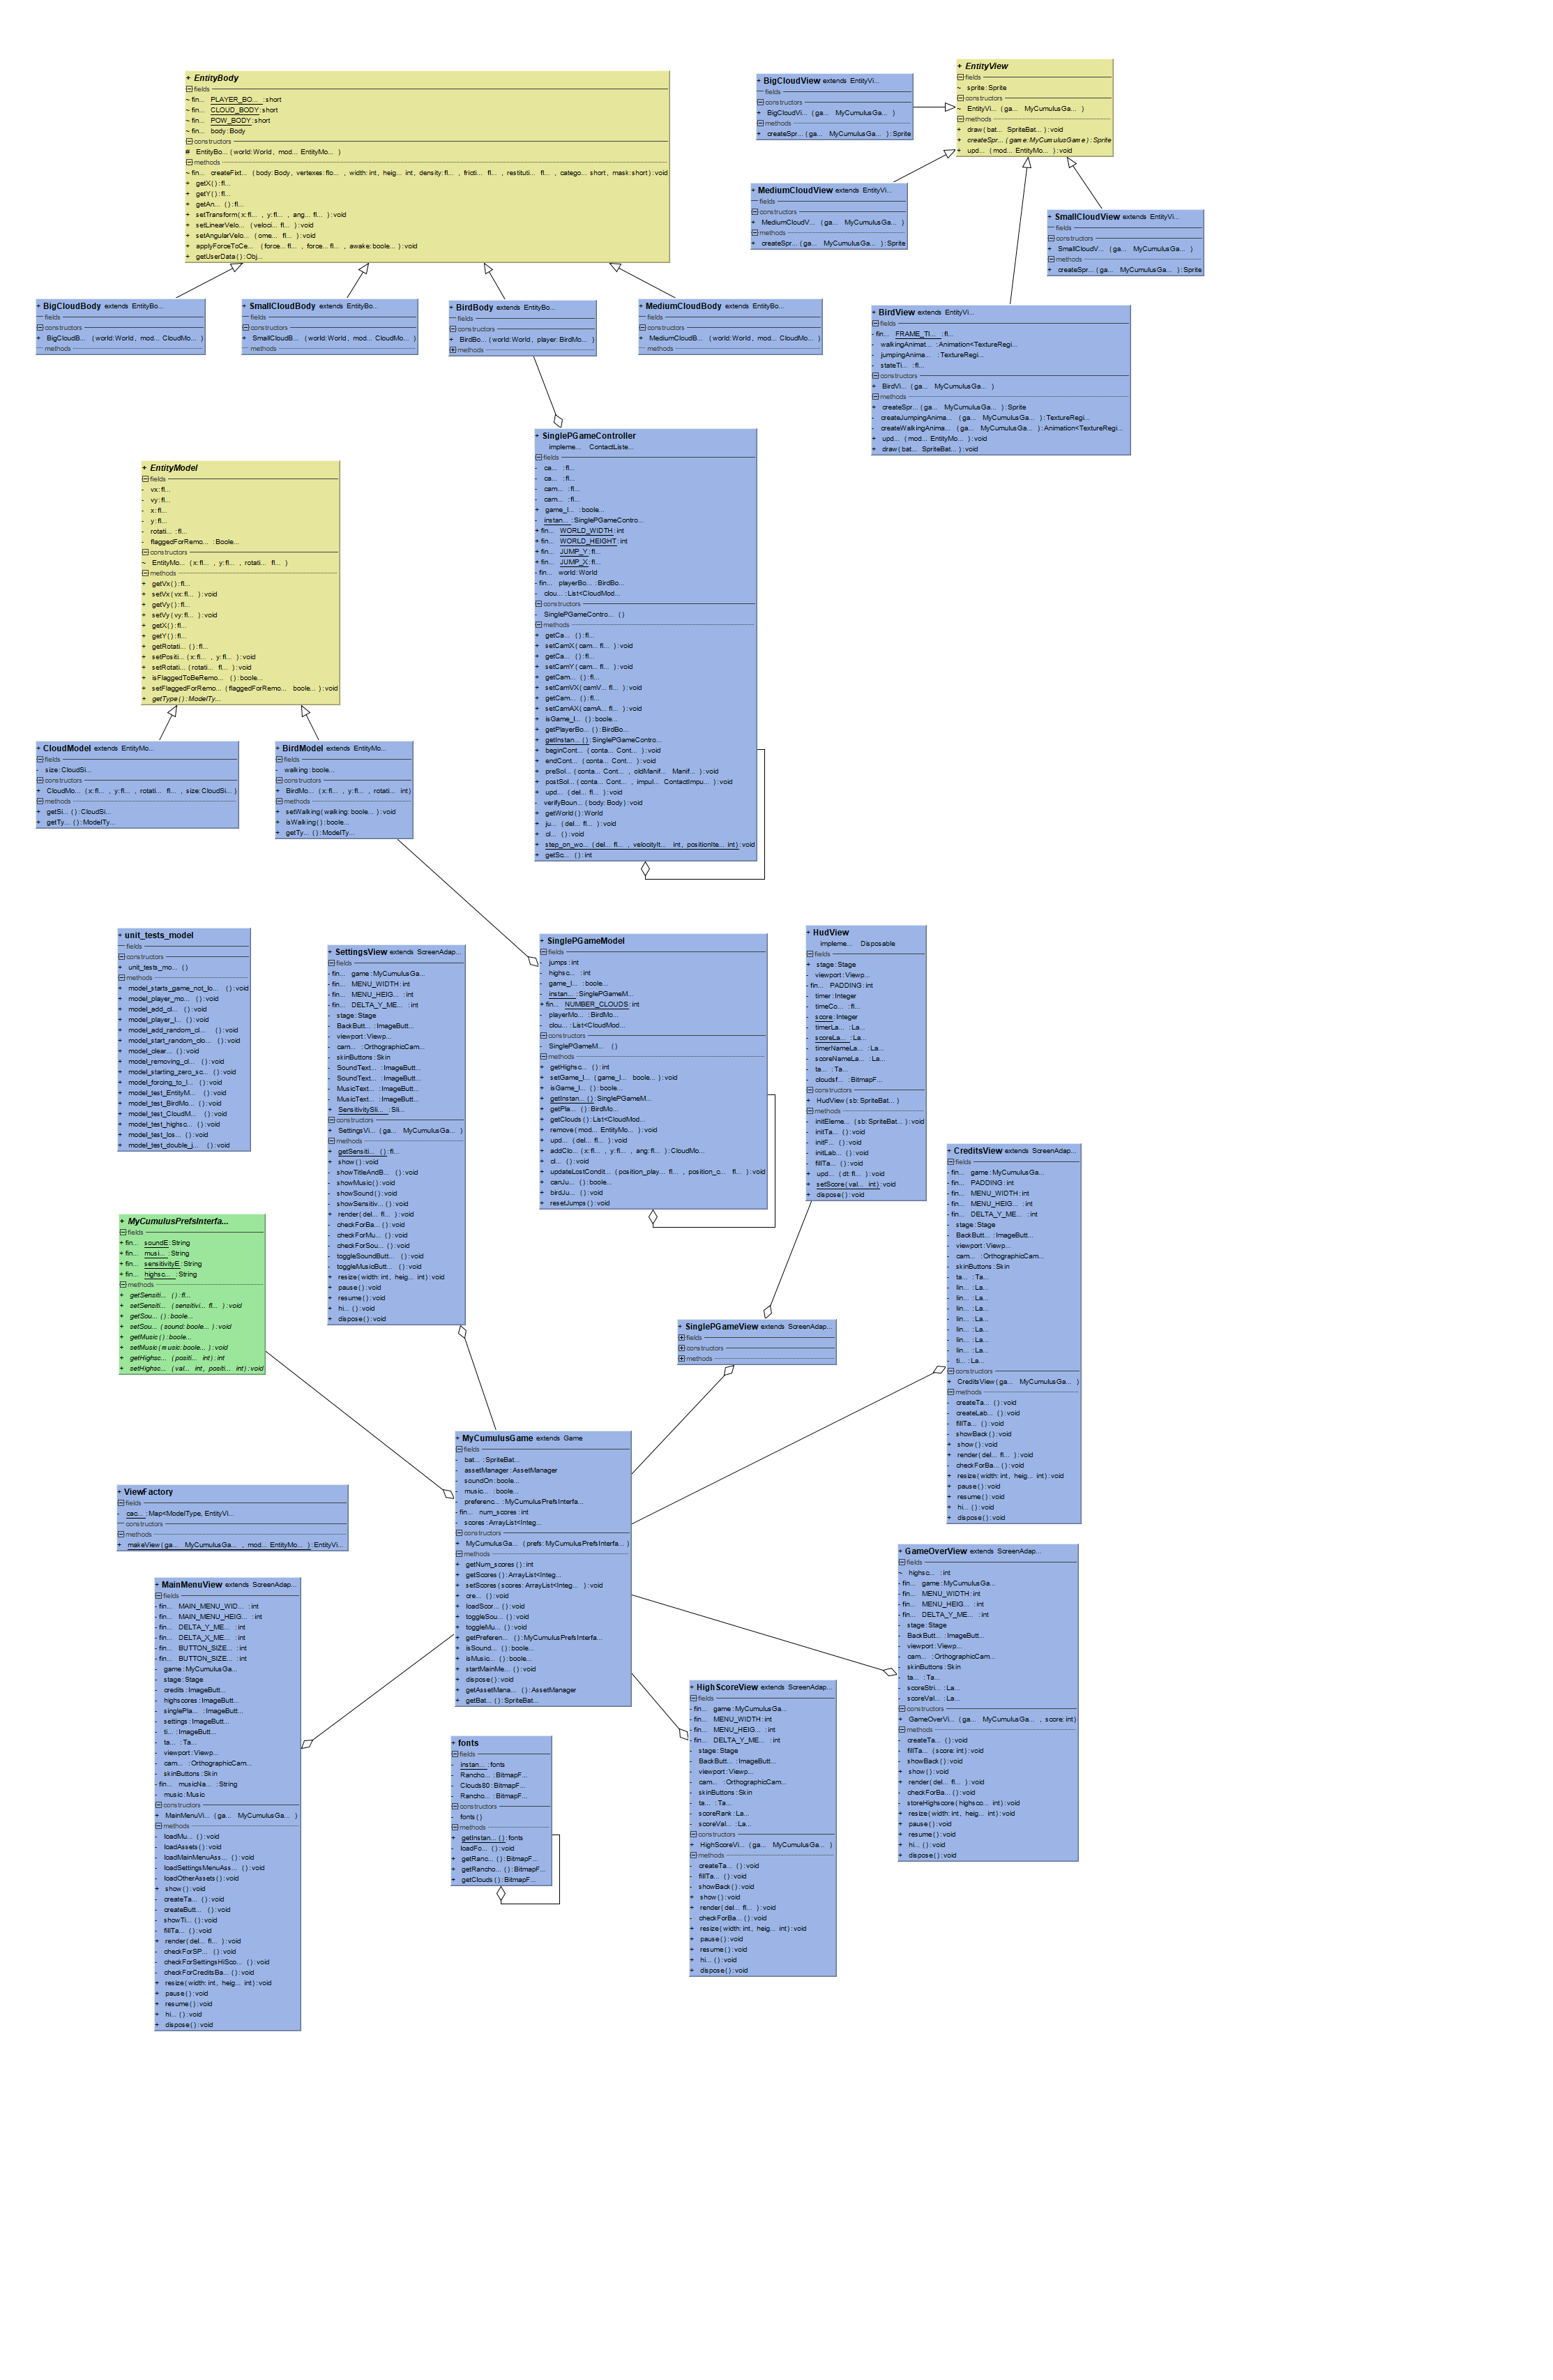 + EntityBody
fields
~ fin... PLAYER_BO... :short
~ fin... CLOUD_BODY:short
~ fin... POW_BODY:short
~ fin... body:Body
constructors
# EntityBo... (world:World, mod... EntityMo... )
methods
~ fin... createFixt... (body:Body, vertexes:flo... , width: int, heig... int, density:fl... , fricti... fl... , restituti... fl... , catego... short, mask:short):void
+ getX():fl...
+ getY():fl...
+ getAn... ():fl...
+ setTransform(x:fl... , y:fl... , ang... fl... ):void
+ setLinearVelo... (veloci... fl... ):void
+ setAngularVelo... (ome... fl... ):void
+ applyForceToCe... (force... fl... , force... fl... , awake:boole... ):void
+ getUserData():Obj...
+ BigCloudView extends EntityVi...
fields
constructors
+ BigCloudVi... (ga... MyCumulusGa... )
methods
+ createSpr... (ga... MyCumulusGa... ):Sprite
+ EntityView
fields
~ sprite:Sprite
constructors
~ EntityVi... (ga... MyCumulusGa... )
methods
+ draw(bat... SpriteBat... ):void
+ createSpr... (game:MyCumulusGame):Sprite
+ upd... (mod... EntityMo... ):void
+ MediumCloudView extends EntityVi...
fields
constructors
+ MediumCloudV... (ga... MyCumulusGa... )
methods
+ createSpr... (ga... MyCumulusGa... ):Sprite
+ SmallCloudView extends EntityVi...
fields
constructors
+ SmallCloudV... (ga... MyCumulusGa... )
methods
+ createSpr... (ga... MyCumulusGa... ):Sprite
+ BigCloudBody extends EntityBo...
fields
constructors
+ BigCloudB... (world:World, mod... CloudMo... )
methods
+ SmallCloudBody extends EntityBo...
fields
constructors
+ SmallCloudB... (world:World, mod... CloudMo... )
methods
+ BirdBody extends EntityBo...
fields
constructors
+ BirdBo... (world:World, player:BirdMo... )
methods
+ MediumCloudBody extends EntityBo...
fields
constructors
+ MediumCloudB... (world:World, mod... CloudMo... )
methods
+ BirdView extends EntityVi...
fields
- fin... FRAME_TI... :fl...
- walkingAnimat... :Animation<TextureRegi...
- jumpingAnima... :TextureRegi...
- stateTi... :fl...
constructors
+ BirdVi... (ga... MyCumulusGa... )
methods
+ createSpr... (ga... MyCumulusGa... ):Sprite
- createJumpingAnima... (ga... MyCumulusGa... ):TextureRegi...
- createWalkingAnima... (ga... MyCumulusGa... ):Animation<TextureRegi...
+ upd... (mod... EntityMo... ):void
+ draw(bat... SpriteBat... ):void
+ SinglePGameController
impleme... ContactListe...
fields
- ca... :fl...
- ca... :fl...
- cam... :fl...
- cam... :fl...
+ game_l... :boole...
- instan... :SinglePGameContro...
+ fin... WORLD_WIDTH:int
+ fin... WORLD_HEIGHT:int
+ fin... JUMP_Y:fl...
+ fin... JUMP_X:fl...
- fin... world:World
- fin... playerBo... :BirdBo...
- clou... :List<CloudMod...
constructors
- SinglePGameContro... ()
methods
+ getCa... ():fl...
+ setCamX(cam... fl... ):void
+ getCa... ():fl...
+ setCamY(cam... fl... ):void
+ getCam... ():fl...
+ setCamVX(camV... fl... ):void
+ getCam... ():fl...
+ setCamAX(camA... fl... ):void
+ isGame_l... ():boole...
+ getPlayerBo... ():BirdBo...
+ getInstan... ():SinglePGameContro...
+ beginCont... (conta... Cont... ):void
+ endCont... (conta... Cont... ):void
+ preSol... (conta... Cont... , oldManif... Manif... ):void
+ postSol... (conta... Cont... , impul... ContactImpu... ):void
+ upd... (del... fl... ):void
- verifyBoun... (body:Body):void
+ getWorld():World
+ ju... (del... fl... ):void
+ cl... ():void
+ step_on_wo... (del... fl... , velocityIt... int, positionIte... int):void
+ getSc... ():int
+ EntityModel
fields
- vx:fl...
- vy:fl...
- x:fl...
- y:fl...
- rotati... :fl...
- flaggedForRemo... :Boole...
constructors
~ EntityMo... (x:fl... , y:fl... , rotati... fl... )
methods
+ getVx():fl...
+ setVx(vx:fl... ):void
+ getVy():fl...
+ setVy(vy:fl... ):void
+ getX():fl...
+ getY():fl...
+ getRotati... ():fl...
+ setPositi... (x:fl... , y:fl... ):void
+ setRotati... (rotati... fl... ):void
+ isFlaggedToBeRemo... ():boole...
+ setFlaggedForRemo... (flaggedForRemo... boole... ):void
+ getType():ModelTy...
+ CloudModel extends EntityMo...
fields
- size:CloudSi...
constructors
+ CloudMo... (x:fl... , y:fl... , rotati... fl... , size:CloudSi... )
methods
+ getSi... ():CloudSi...
+ getTy... ():ModelTy...
+ BirdModel extends EntityMo...
fields
- walking:boole...
constructors
+ BirdMo... (x:fl... , y:fl... , rotati... int)
methods
+ setWalking(walking:boole... ):void
+ isWalking():boole...
+ getTy... ():ModelTy...
+ unit_tests_model
fields
constructors
+ unit_tests_mo... ()
methods
+ model_starts_game_not_lo... ():void
+ model_player_mo... ():void
+ model_add_cl... ():void
+ model_player_l... ():void
+ model_add_random_cl... ():void
+ model_start_random_clo... ():void
+ model_clear... ():void
+ model_removing_cl... ():void
+ model_starting_zero_sc... ():void
+ model_forcing_to_l... ():void
+ model_test_EntityM... ():void
+ model_test_BirdMo... ():void
+ model_test_CloudM... ():void
+ model_test_highsc... ():void
+ model_test_los... ():void
+ model_test_double_j... ():void
+ SettingsView extends ScreenAdap...
fields
- fin... game:MyCumulusGa...
- fin... MENU_WIDTH:int
- fin... MENU_HEIG... :int
- fin... DELTA_Y_ME... :int
- stage:Stage
- BackButt... :ImageButt...
- viewport:Viewp...
- cam... :OrthographicCam...
- skinButtons:Skin
- SoundText... :ImageButt...
- SoundText... :ImageButt...
- MusicText... :ImageButt...
- MusicText... :ImageButt...
+ SensitivitySli... :Sli...
constructors
+ SettingsVi... (ga... MyCumulusGa... )
methods
+ getSensiti... ():fl...
+ show():void
- showTitleAndB... ():void
- showMusic():void
- showSound():void
- showSensitiv... ():void
+ render(del... fl... ):void
- checkForBa... ():void
- checkForMu... ():void
- checkForSou... ():void
- toggleSoundButt... ():void
- toggleMusicButt... ():void
+ resize(width:int, heig... int):void
+ pause():void
+ resume():void
+ hi... ():void
+ dispose():void
+ SinglePGameModel
fields
- jumps:int
- highsc... :int
- game_l... :boole...
- instan... :SinglePGameM...
+ fin... NUMBER_CLOUDS:int
- playerMo... :BirdMo...
- clou... :List<CloudMod...
constructors
- SinglePGameM... ()
methods
+ getHighsc... ():int
+ setGame_l... (game_l... boole... ):void
+ isGame_l... ():boole...
+ getInstan... ():SinglePGameM...
+ getPla... ():BirdMo...
+ getClouds():List<CloudMod...
+ remove(mod... EntityMo... ):void
+ upd... (del... fl... ):void
+ addClo... (x:fl... , y:fl... , ang:fl... ):CloudMo...
+ cl... ():void
+ updateLostCondit... (position_play... fl... , position_c... fl... ):void
+ canJu... ():boole...
+ birdJu... ():void
+ resetJumps():void
+ HudView
impleme... Disposable
fields
+ stage:Stage
- viewport:Viewp...
- fin... PADDING:int
- timer:Integer
- timeCo... :fl...
- score:Integer
- timerLa... :La...
- scoreLa... :La...
- timerNameLa... :La...
- scoreNameLa... :La...
- ta... :Ta...
- cloudsf... :BitmapF...
constructors
+ HudView(sb:SpriteBat... )
methods
- initEleme... (sb:SpriteBat... ):void
- initTa... ():void
- initF... ():void
- initLab... ():void
- fillTa... ():void
+ upd... (dt:fl... ):void
+ setScore(val... int):void
+ dispose():void
+ CreditsView extends ScreenAdap...
fields
- fin... game:MyCumulusGa...
- fin... PADDING:int
- fin... MENU_WIDTH:int
- fin... MENU_HEIG... :int
- fin... DELTA_Y_ME... :int
- stage:Stage
- BackButt... :ImageButt...
- viewport:Viewp...
- cam... :OrthographicCam...
- skinButtons:Skin
- ta... :Ta...
- lin... :La...
- lin... :La...
- lin... :La...
- lin... :La...
- lin... :La...
- lin... :La...
- lin... :La...
- ti... :La...
constructors
+ CreditsView(ga... MyCumulusGa... )
methods
- createTa... ():void
- createLab... ():void
- fillTa... ():void
- showBack():void
+ show():void
+ render(del... fl... ):void
- checkForBa... ():void
+ resize(width:int, heig... int):void
+ pause():void
+ resume():void
+ hi... ():void
+ dispose():void
+ MyCumulusPrefsInterfa...
fields
+ fin... soundE:String
+ fin... musi... :String
+ fin... sensitivityE:String
+ fin... highsc... :String
methods
+ getSensiti... ():fl...
+ setSensiti... (sensitivi... fl... ):void
+ getSou... ():boole...
+ setSou... (sound:boole... ):void
+ getMusic():boole...
+ setMusic(music:boole... ):void
+ getHighsc... (positi... int):int
+ setHighsc... (val... int, positi... int):void
+ SinglePGameView extends ScreenAdap...
fields
constructors
methods
+ MyCumulusGame extends Game
fields
- bat... :SpriteBat...
- assetManager:AssetManager
- soundOn:boole...
- music... :boole...
- preferenc... :MyCumulusPrefsInterfa...
- fin... num_scores:int
- scores:ArrayList<Integ...
constructors
+ MyCumulusGa... (prefs:MyCumulusPrefsInterfa... )
methods
+ getNum_scores():int
+ getScores():ArrayList<Integ...
+ setScores(scores:ArrayList<Integ... ):void
+ cre... ():void
+ loadScor... ():void
+ toggleSou... ():void
+ toggleMu... ():void
+ getPreferen... ():MyCumulusPrefsInterfa...
+ isSound... ():boole...
+ isMusic... ():boole...
+ startMainMe... ():void
+ dispose():void
+ getAssetMana... ():AssetManager
+ getBat... ():SpriteBat...
+ ViewFactory
fields
- cac... :Map<ModelType, EntityVi...
constructors
methods
+ makeView(ga... MyCumulusGa... , mod... EntityMo... ):EntityVi...
+ MainMenuView extends ScreenAdap...
fields
- fin... MAIN_MENU_WID... :int
- fin... MAIN_MENU_HEIG... :int
- fin... DELTA_Y_ME... :int
- fin... DELTA_X_ME... :int
- fin... BUTTON_SIZE... :int
- fin... BUTTON_SIZE... :int
- game:MyCumulusGa...
- stage:Stage
- credits:ImageButt...
- highscores:ImageButt...
- singlePla... :ImageButt...
- settings:ImageButt...
- ti... :ImageButt...
- ta... :Ta...
- viewport:Viewp...
- cam... :OrthographicCam...
- skinButtons:Skin
- fin... musicNa... :String
- music:Music
constructors
+ MainMenuVi... (ga... MyCumulusGa... )
methods
- loadMu... ():void
- loadAssets():void
- loadMainMenuAss... ():void
- loadSettingsMenuAss... ():void
- loadOtherAssets():void
+ show():void
- createTa... ():void
- createButt... ():void
- showTi... ():void
- fillTa... ():void
+ render(del... fl... ):void
- checkForSP... ():void
- checkForSettingsHiSco... ():void
- checkForCreditsBa... ():void
+ resize(width:int, heig... int):void
+ pause():void
+ resume():void
+ hi... ():void
+ dispose():void
+ fonts
fields
- instan... :fonts
- Rancho... :BitmapF...
- Clouds80:BitmapF...
- Rancho... :BitmapF...
constructors
- fonts()
methods
+ getInstan... ():fonts
- loadFo... ():void
+ getRanc... ():BitmapF...
+ getRancho... ():BitmapF...
+ getClouds():BitmapF...
+ HighScoreView extends ScreenAdap...
fields
- fin... game:MyCumulusGa...
- fin... MENU_WIDTH:int
- fin... MENU_HEIG... :int
- fin... DELTA_Y_ME... :int
- stage:Stage
- BackButt... :ImageButt...
- viewport:Viewp...
- cam... :OrthographicCam...
- skinButtons:Skin
- ta... :Ta...
- scoreRank:La...
- scoreVal... :La...
constructors
+ HighScoreVi... (ga... MyCumulusGa... )
methods
- createTa... ():void
- fillTa... ():void
- showBack():void
+ show():void
+ render(del... fl... ):void
- checkForBa... ():void
+ resize(width:int, heig... int):void
+ pause():void
+ resume():void
+ hi... ():void
+ dispose():void
+ GameOverView extends ScreenAdap...
fields
~ highsc... :int
- fin... game:MyCumulusGa...
- fin... MENU_WIDTH:int
- fin... MENU_HEIG... :int
- fin... DELTA_Y_ME... :int
- stage:Stage
- BackButt... :ImageButt...
- viewport:Viewp...
- cam... :OrthographicCam...
- skinButtons:Skin
- ta... :Ta...
- scoreStri... :La...
- scoreVal... :La...
constructors
+ GameOverVi... (ga... MyCumulusGa... , score:int)
methods
- createTa... ():void
- fillTa... (score:int):void
- showBack():void
+ show():void
+ render(del... fl... ):void
- checkForBa... ():void
- storeHighscore(highsco... int):void
+ resize(width:int, heig... int):void
+ pause():void
+ resume():void
+ hi... ():void
+ dispose():void